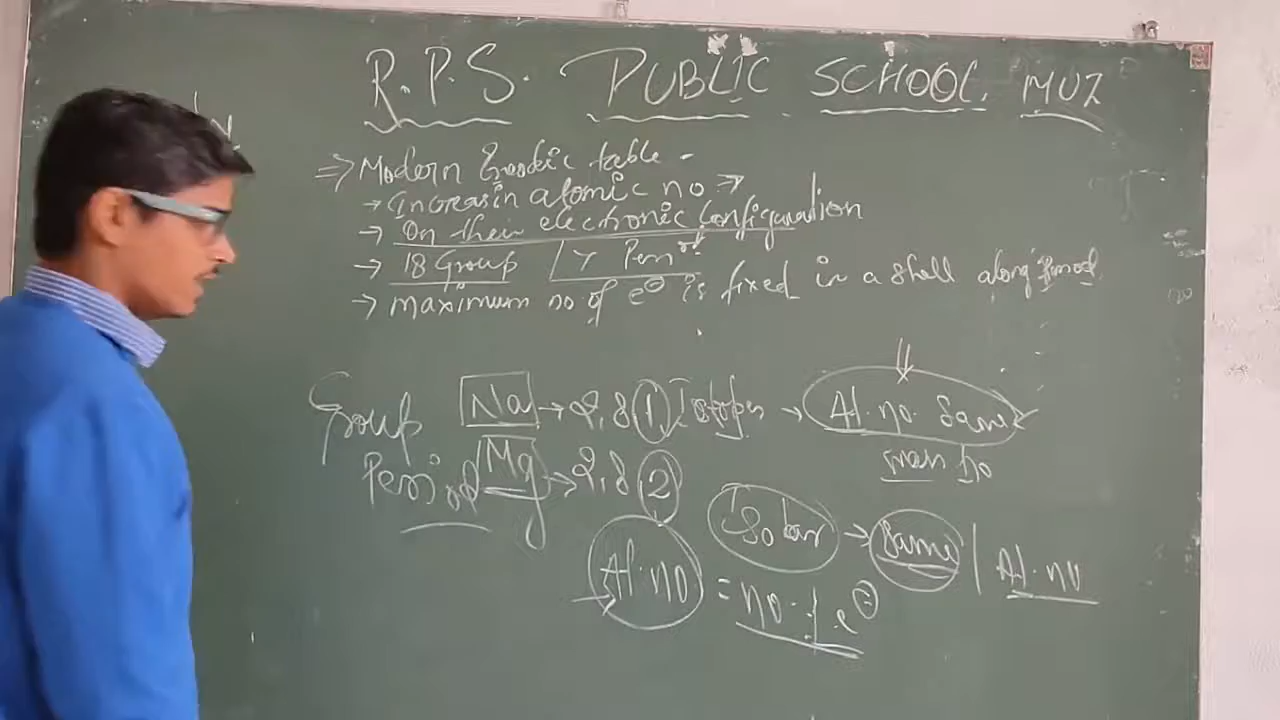 R.P.S. PUBLIC SCHOOL. MUZ
⇒ Modern Periodic table -
→ Increasin atomic no →
→ On their electronic Configuration
→ 18 Group / 7 Period
→ maximum no of e⊖ is fixed in a shell along Period.
Group Na → 2,8 1 Isotopes → At. no. Same
mass no
Period Mg → 2,8 2
Isobar → Same | At. no
→ At. no = no. of e⊖